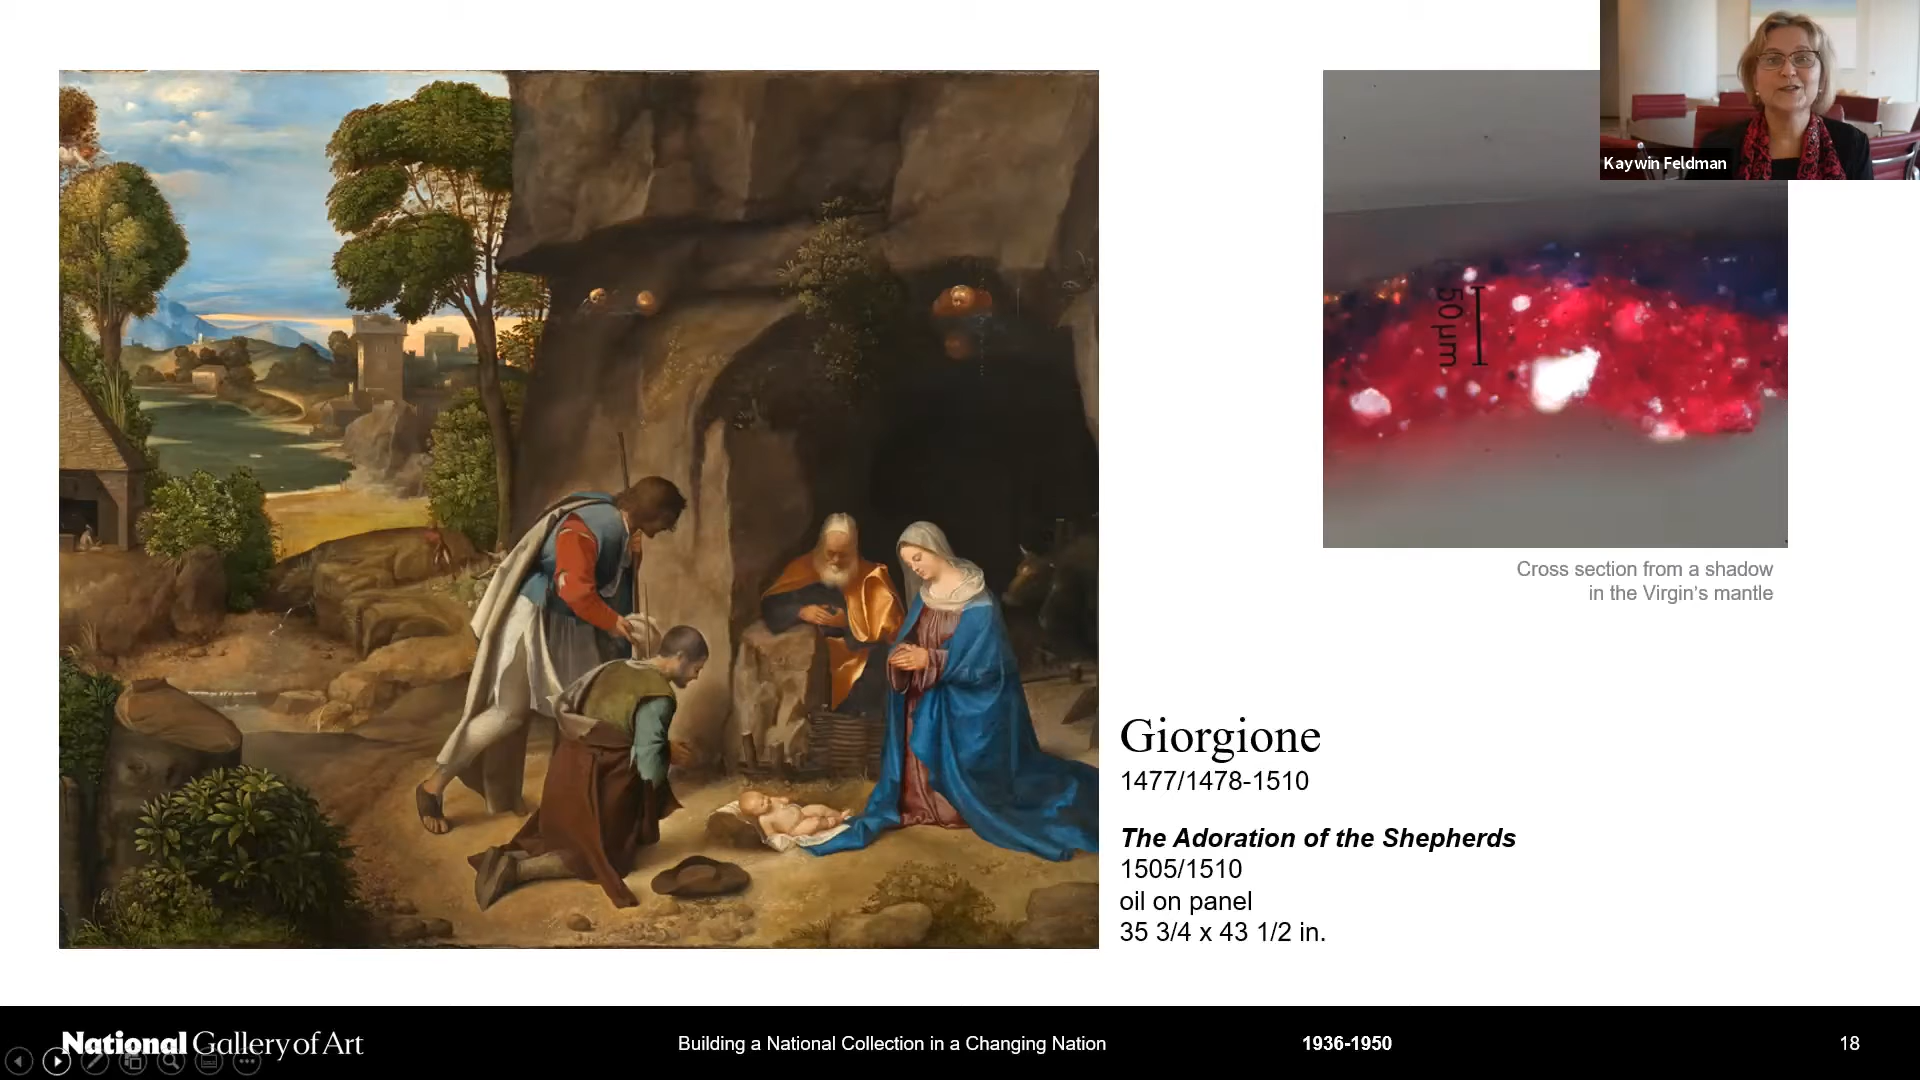 Kaywin Feldman
50 µm
Cross section from a shadow
in the Virgin's mantle
Giorgione
1477/1478-1510
The Adoration of the Shepherds
1505/1510
oil on panel
35 3/4 x 43 1/2 in.
National Gallery of Art
Building a National Collection in a Changing Nation
1936-1950
18